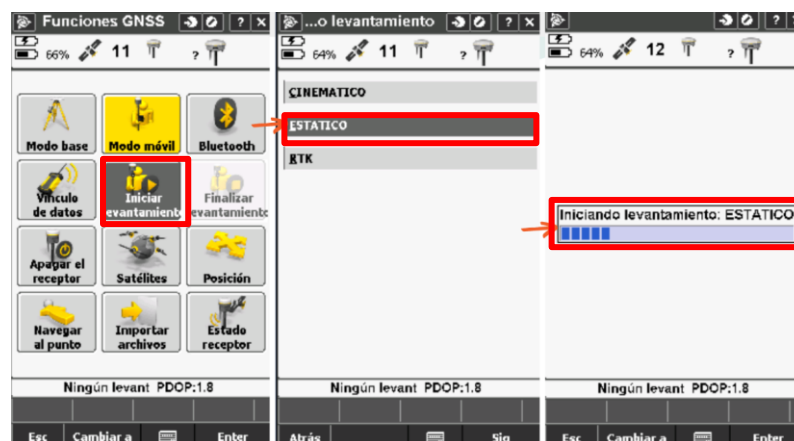 Funciones GNSS
? X
66%
11
?
Modo base
Modo móvil
Bluetooth
Vínculo
de datos
Iniciar
evantamiento
Finalizar
evantamiento
Apagar el
receptor
Satélites
Posición
Navegar
al punto
Importar
archivos
Estado
receptor
Ningún levant PDOP:1.8
Esc
Cambiar a
Enter
...o levantamiento
? X
64%
11
?
CINEMATICO
ESTATICO
RTK
Ningún levant PDOP:1.8
Atrás
Sig
? X
64%
12
?
Iniciando levantamiento: ESTATICO
Ningún levant PDOP:1.8
Esc
Cambiar a
Enter